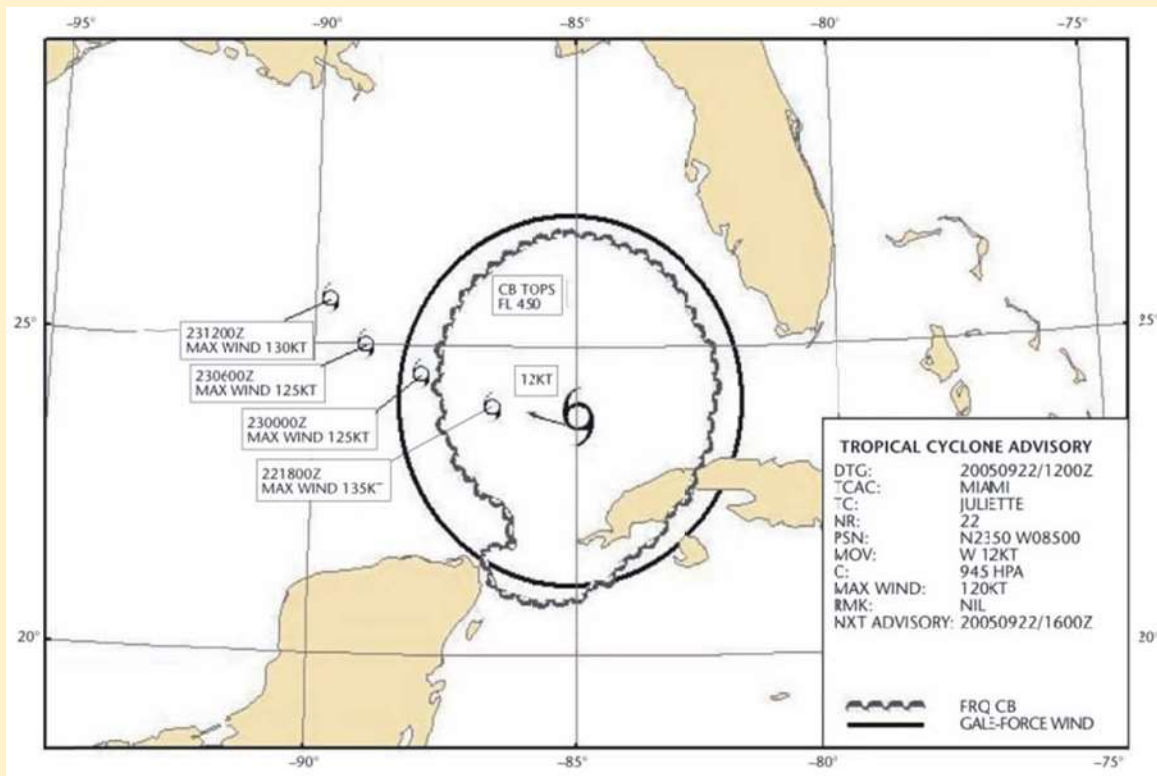 −95° −90° −85° −80° −75°
CB TOPS
FL 450
25° 25°
231200Z
MAX WIND 130KT
12KT
230600Z
MAX WIND 125KT
230000Z
MAX WIND 125KT
221800Z
MAX WIND 135KT
TROPICAL CYCLONE ADVISORY
DTG: 20050922/1200Z
TCAC: MIAMI
TC: JULIETTE
NR: 22
PSN: N2350 W08500
MOV: W 12KT
C: 945 HPA
MAX WIND: 120KT
RMK: NIL
NXT ADVISORY: 20050922/1600Z
20° 20°
FRQ CB
GALE-FORCE WIND
−90° −85° −80° −75°